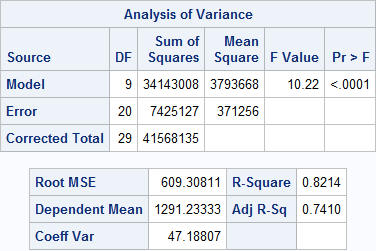 Analysis of Variance
Source DF Sum of Squares Mean Square F Value Pr > F
Model 9 34143008 3793668 10.22 <.0001
Error 20 7425127 371256
Corrected Total 29 41568135
Root MSE 609.30811 R-Square 0.8214
Dependent Mean 1291.23333 Adj R-Sq 0.7410
Coeff Var 47.18807